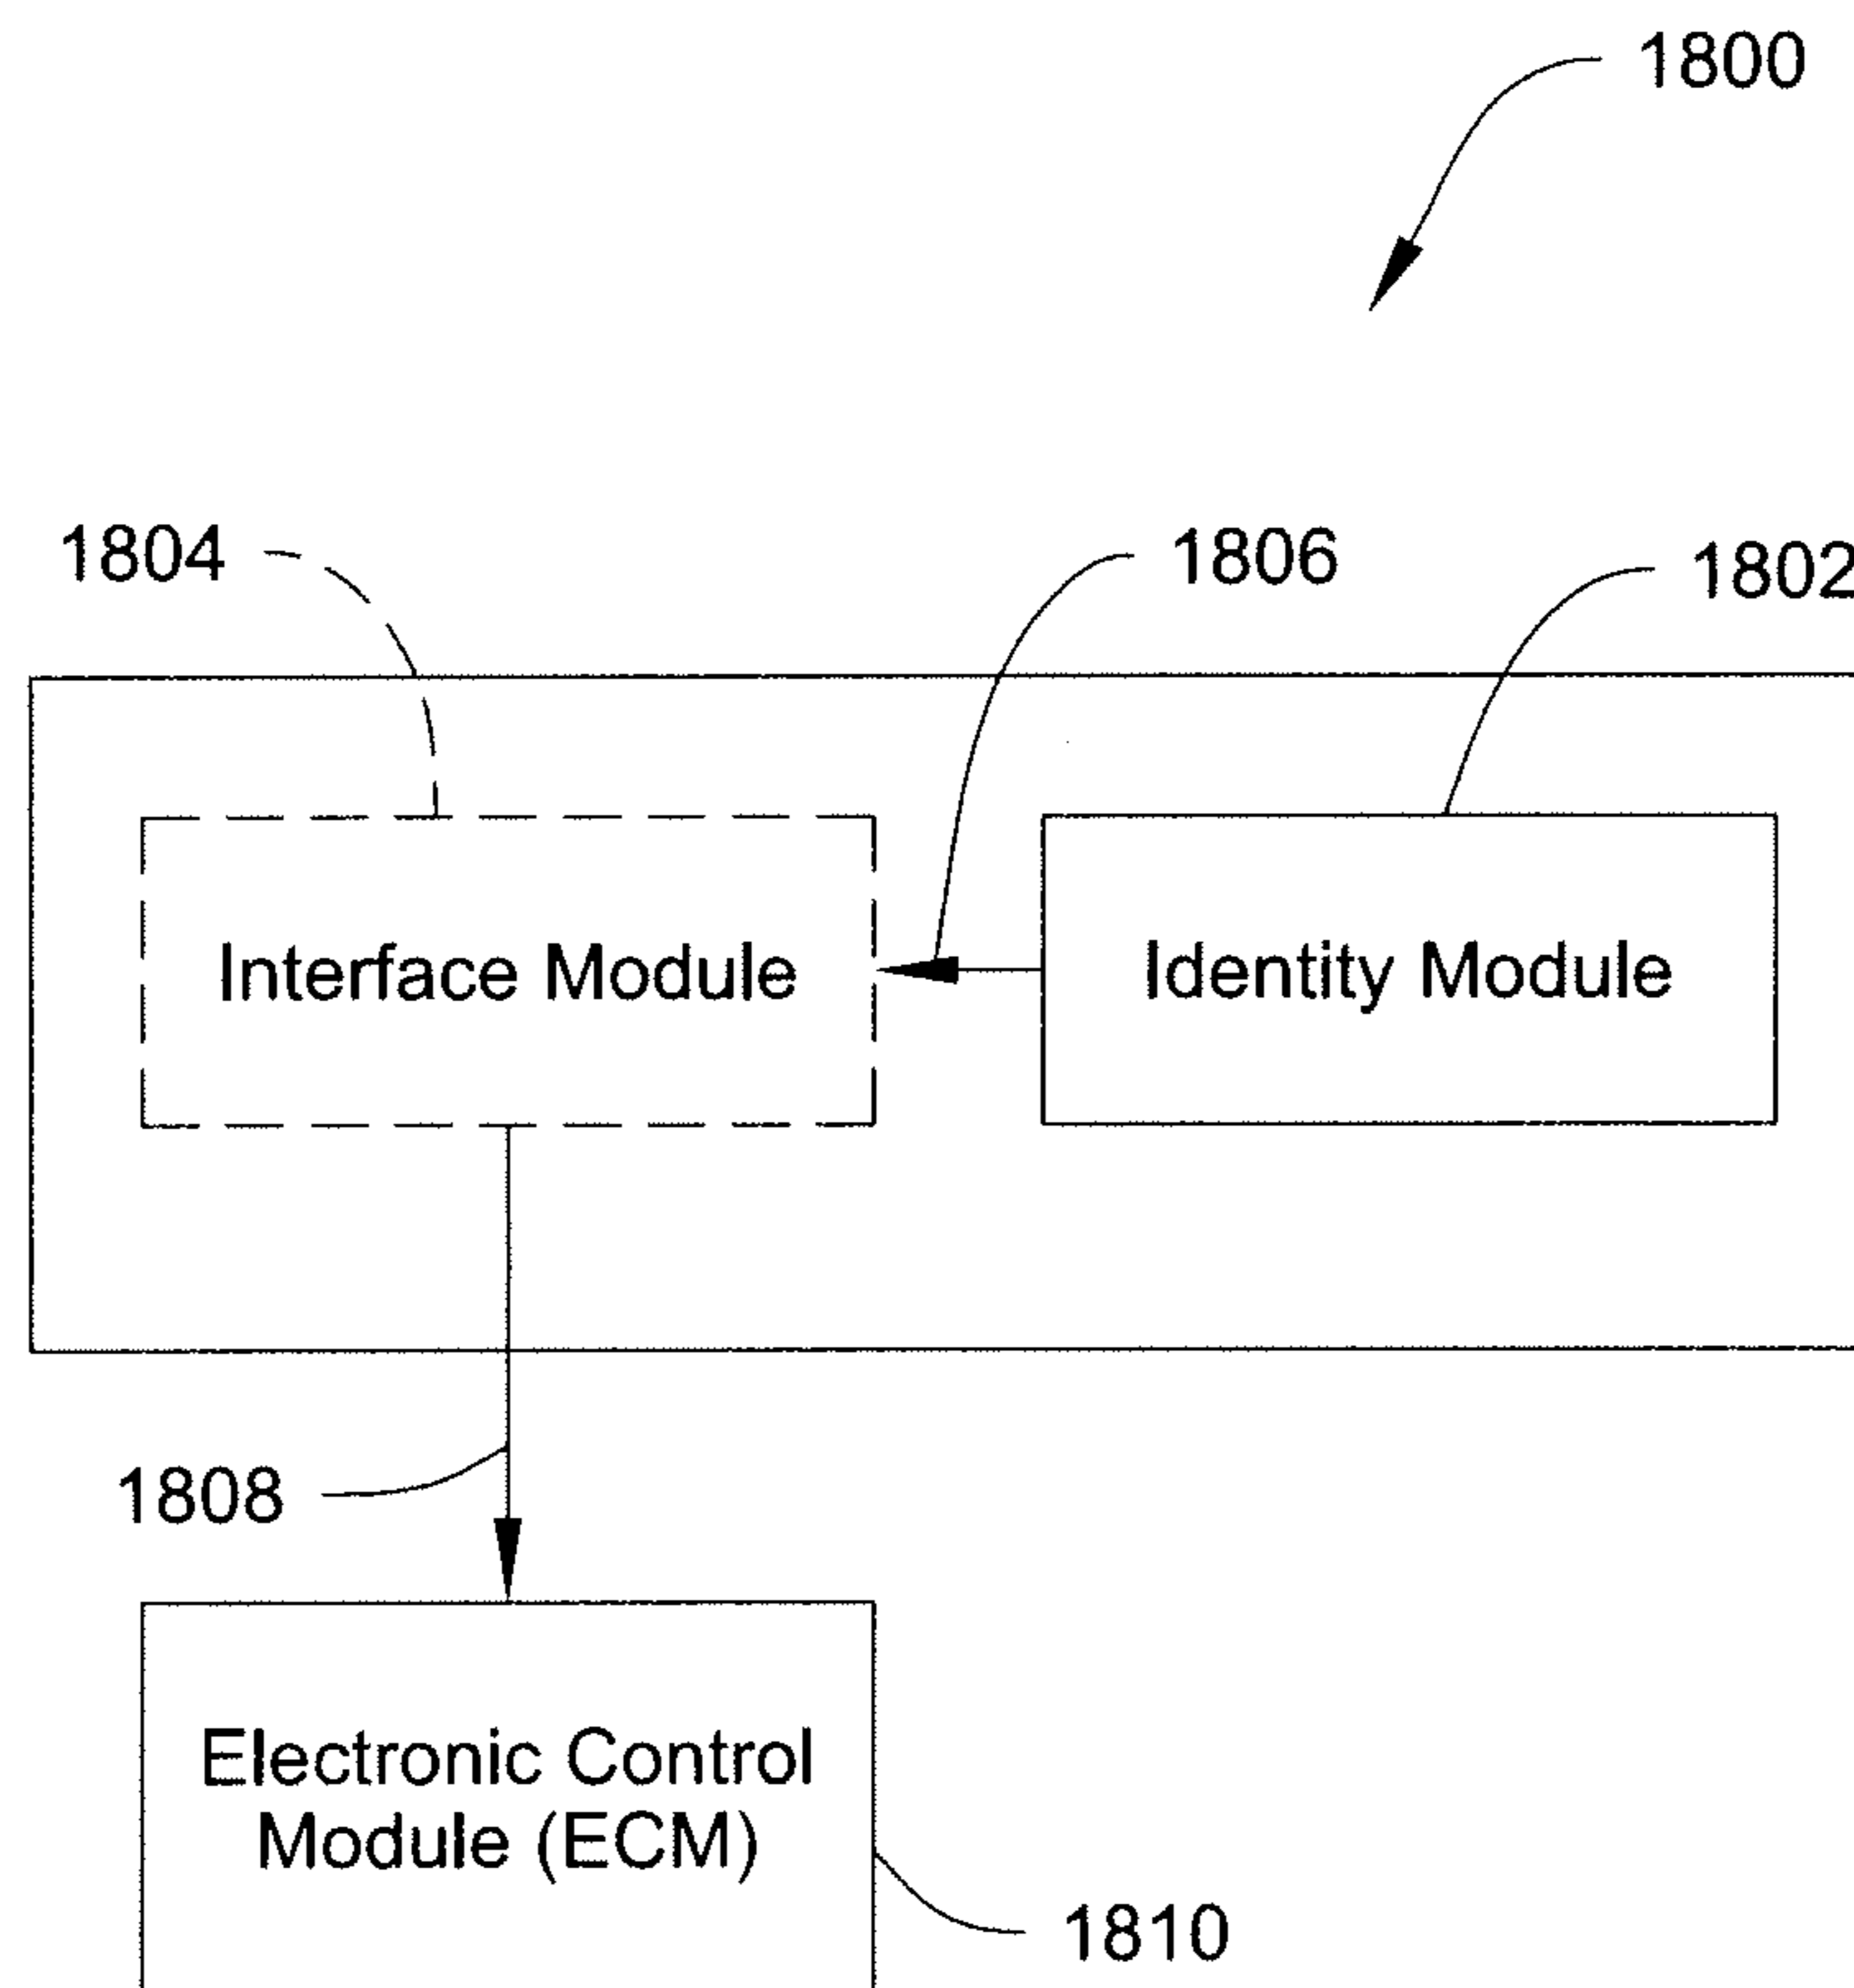 1800
1804
1806
1802
Interface Module
Identity Module
1808
Electronic Control
Module (ECM)
1810